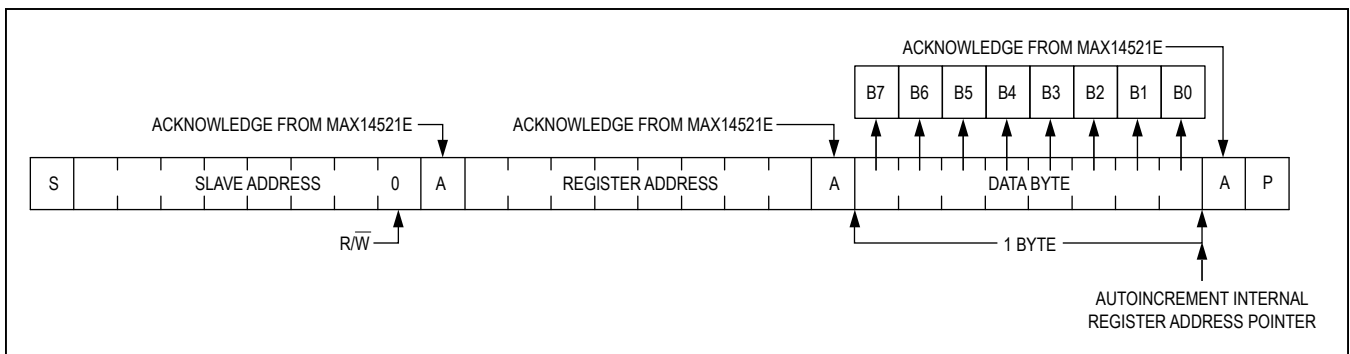 ACKNOWLEDGE FROM MAX14521E
B7 B6 B5 B4 B3 B2 B1 B0
ACKNOWLEDGE FROM MAX14521E ACKNOWLEDGE FROM MAX14521E
S SLAVE ADDRESS 0 A REGISTER ADDRESS A DATA BYTE A P
R/W̅
1 BYTE
AUTOINCREMENT INTERNAL
REGISTER ADDRESS POINTER